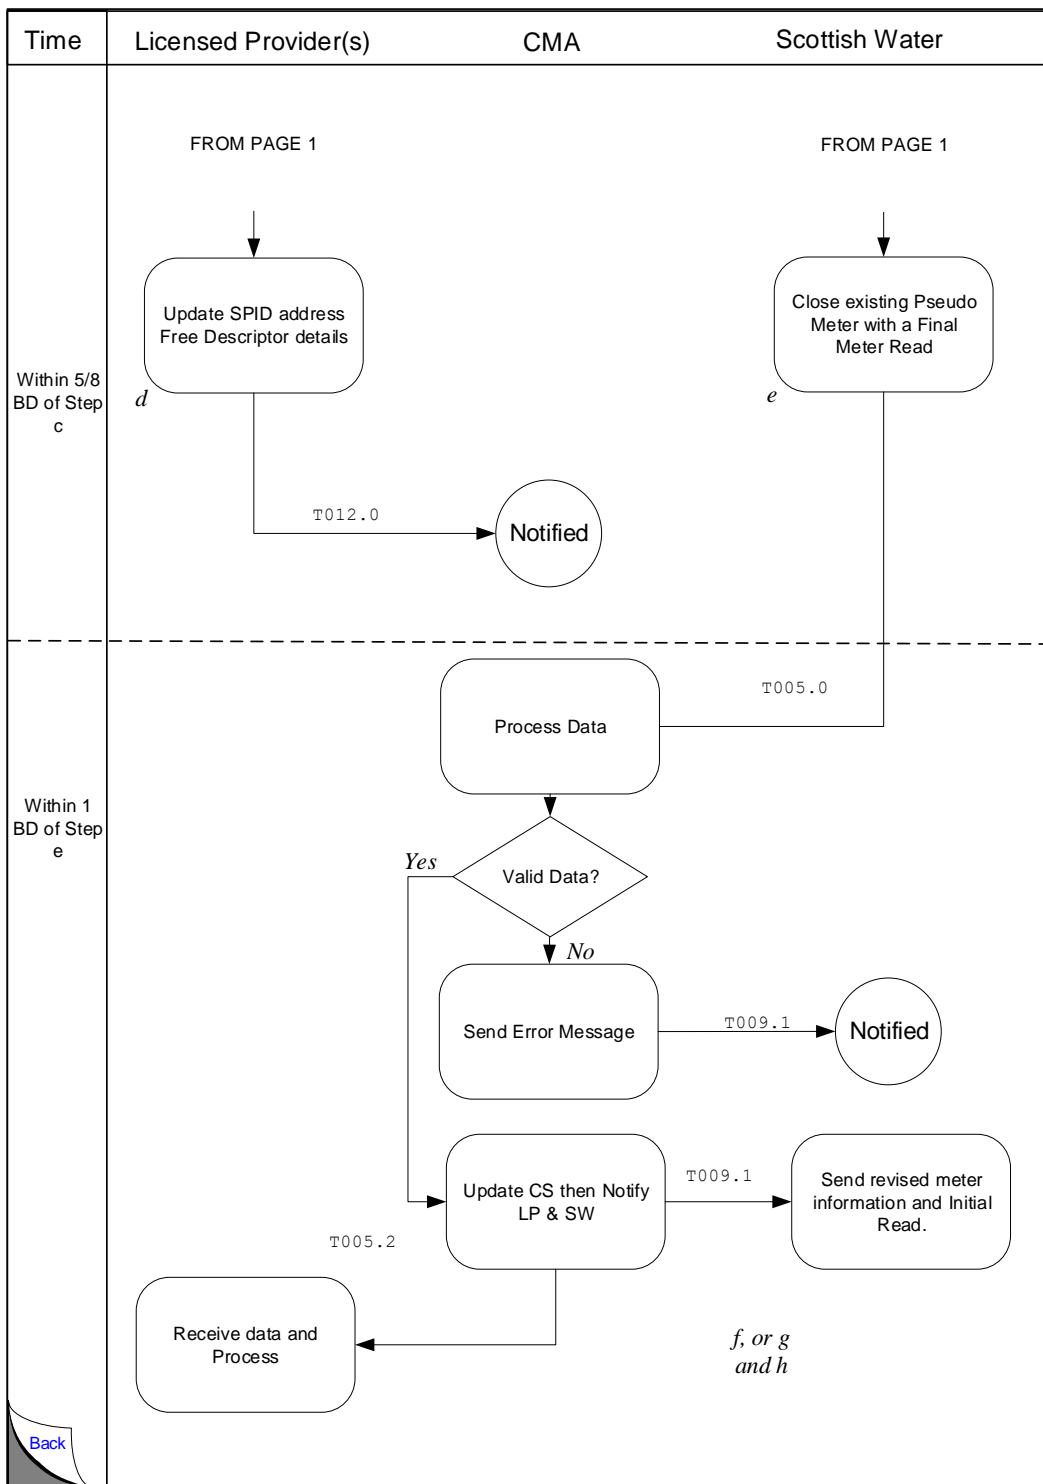 Time
Licensed Provider(s)
CMA
Scottish Water
FROM PAGE 1
FROM PAGE 1
Update SPID address
Free Descriptor details
Close existing Pseudo
Meter with a Final
Meter Read
Within 5/8
BD of Step
c
d
e
T012.0
Notified
T005.0
Process Data
Within 1
BD of Step
e
Yes
Valid Data?
No
Send Error Message
T009.1
Notified
Update CS then Notify
LP & SW
T009.1
Send revised meter
information and Initial
Read.
T005.2
Receive data and
Process
f, or g
and h
Back